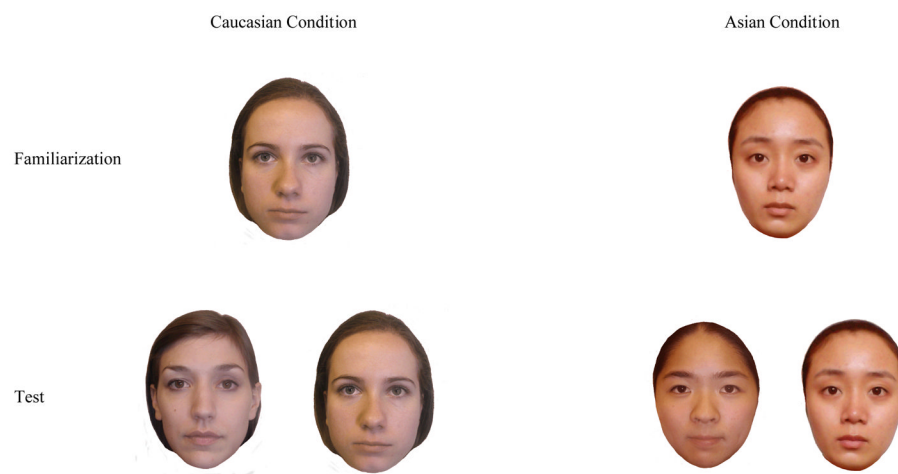 Caucasian Condition
Asian Condition
Familiarization
Test